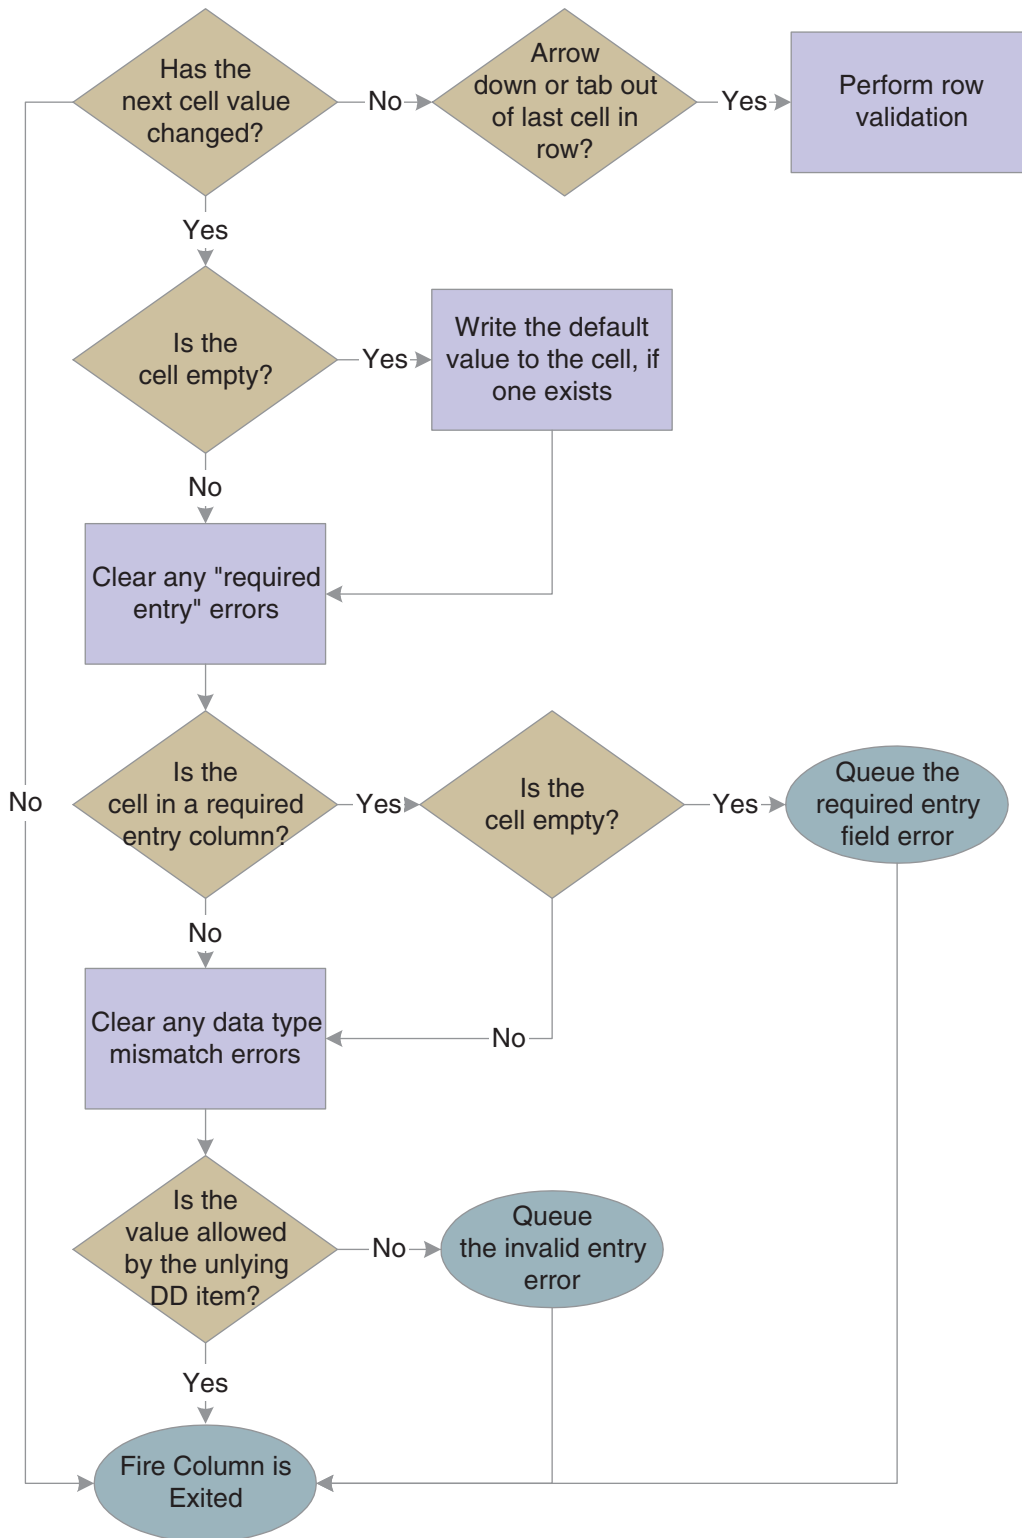 Has the
next cell value
changed?
No
Arrow
down or tab out
of last cell in
row?
Yes
Perform row
validation
Yes
Is the
cell empty?
Yes
Write the default
value to the cell, if
one exists
No
Clear any "required
entry" errors
No
Is the
cell in a required
entry column?
Yes
Is the
cell empty?
Yes
Queue the
required entry
field error
No
Clear any data type
mismatch errors
No
Is the
value allowed
by the unlying
DD item?
No
Queue
the invalid entry
error
Yes
Fire Column is
Exited